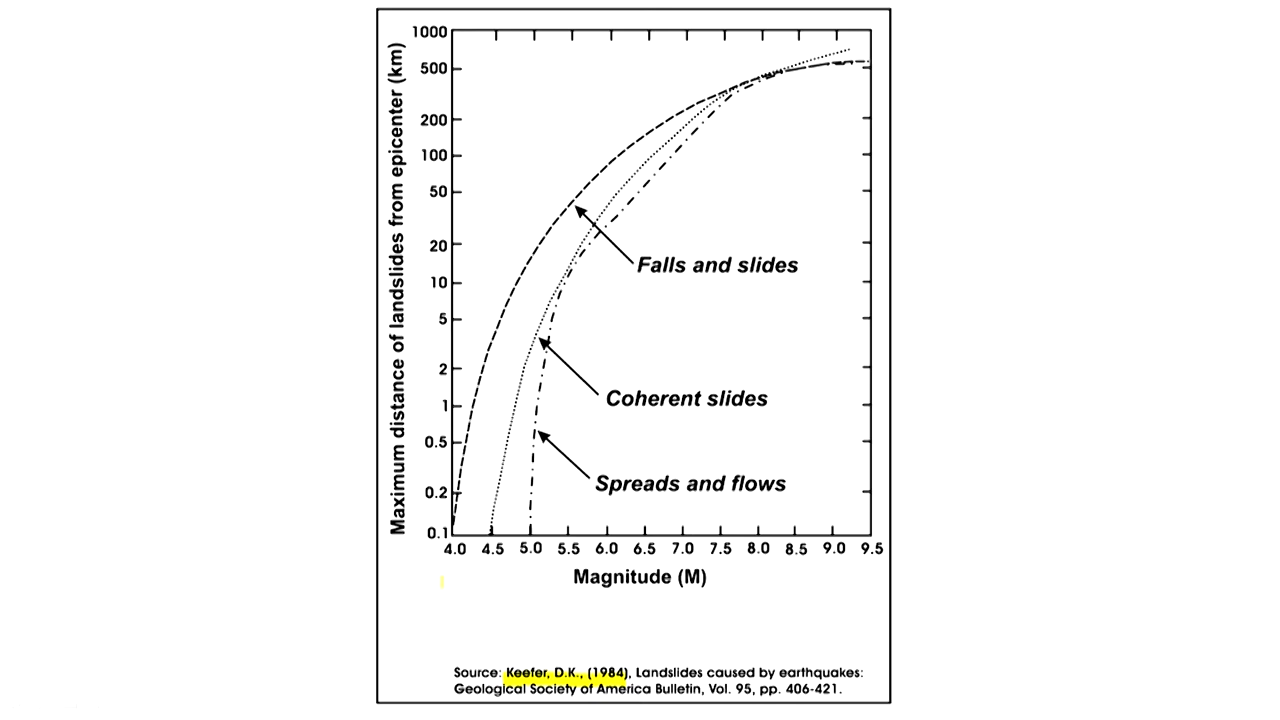 Maximum distance of landslides from epicenter (km)
1000
500
200
100
50
20
10
5
2
1
0.5
0.2
0.1
Falls and slides
Coherent slides
Spreads and flows
4.0 4.5 5.0 5.5 6.0 6.5 7.0 7.5 8.0 8.5 9.0 9.5
Magnitude (M)
Source: Keefer, D.K., (1984), Landslides caused by earthquakes:
Geological Society of America Bulletin, Vol. 95, pp. 406-421.